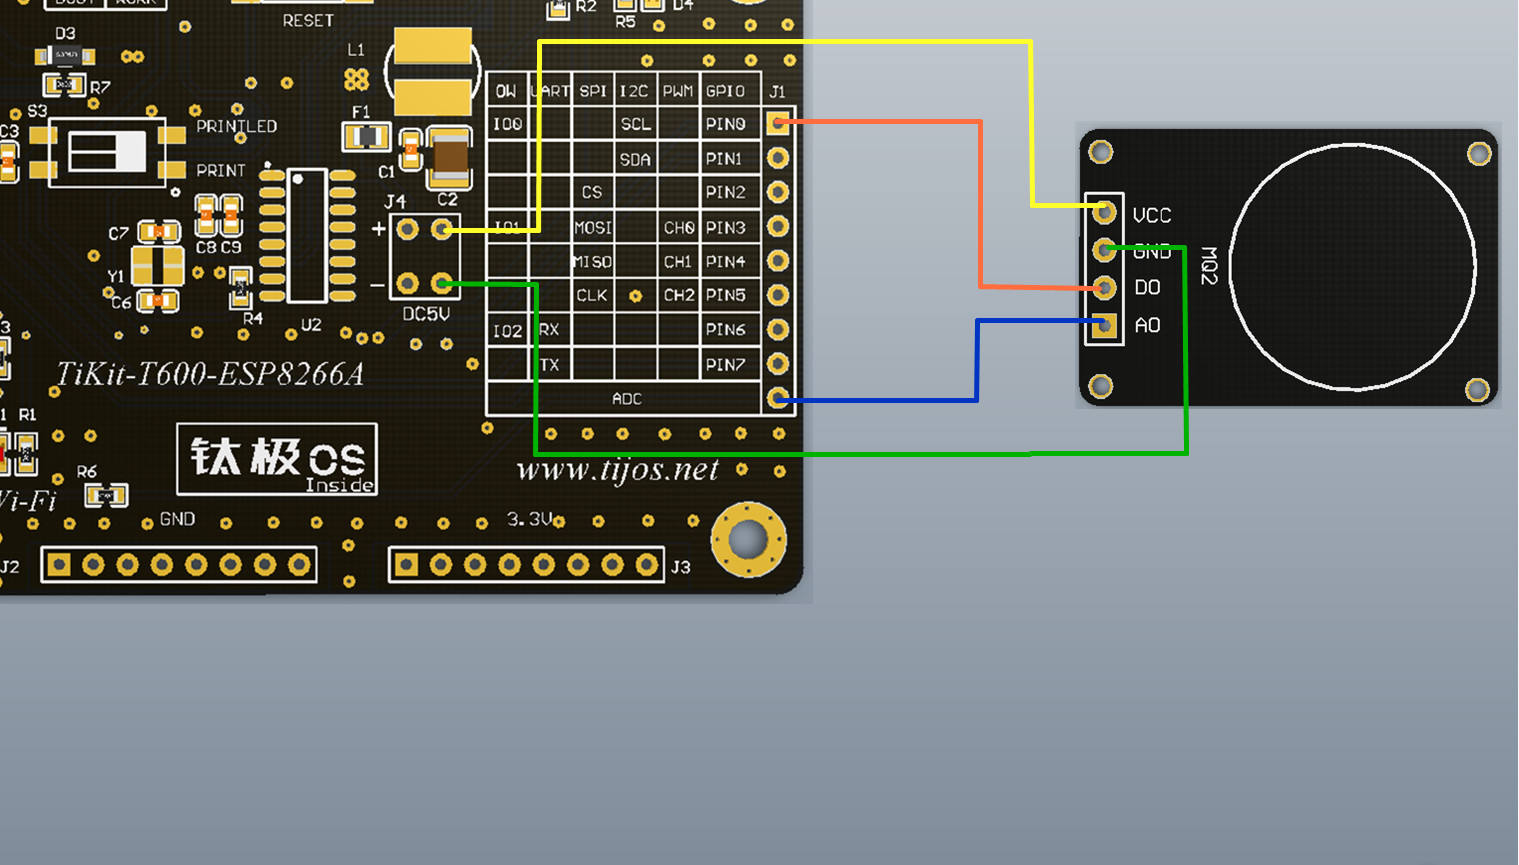 RESET
R2
R5
D4
D3
L1
R7
S3
PRINTLED
F1
C3
PRINT
C1
C2
J4
C7
C8 C9
Y1
C6
R4
U2
+
-
DC5V
OW UART SPI I2C PWM GPIO J1
IO0 SCL PIN0
SDA PIN1
CS PIN2
IO1 MOSI CH0 PIN3
MISO CH1 PIN4
CLK CH2 PIN5
IO2 RX PIN6
TX PIN7
ADC
TiKit-T600-ESP8266A
R1
R6
钛极OS
Inside
www.tijos.net
Wi-Fi
GND
3.3V
J2
J3
VCC
GND
DO
AO
MQ2